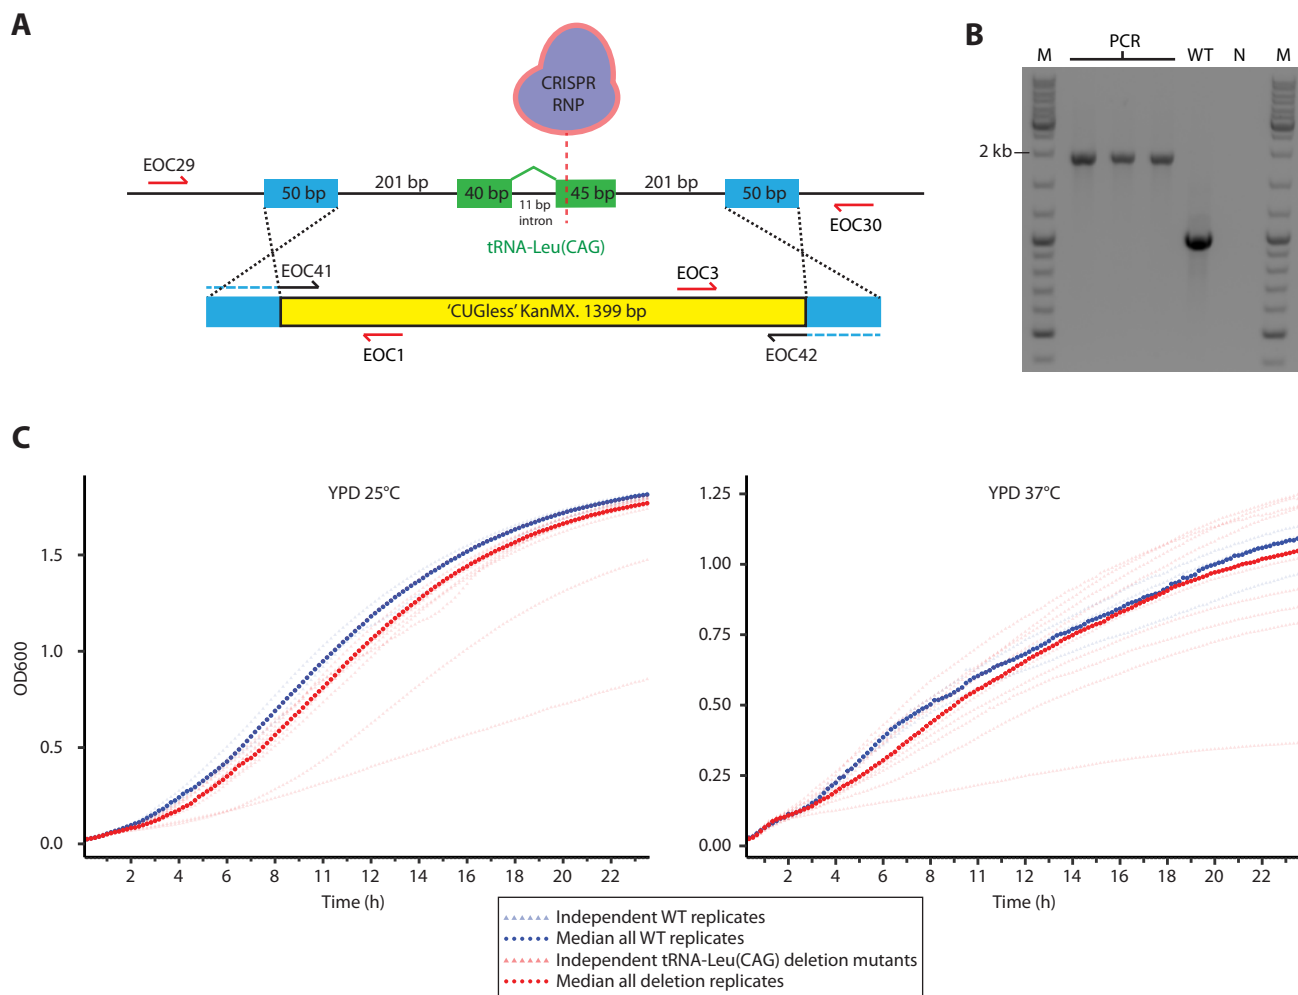 A
CRISPR
RNP
EOC29
50 bp
201 bp
40 bp
11 bp
intron
45 bp
201 bp
50 bp
EOC30
tRNA-Leu(CAG)
EOC41
EOC3
'CUGless' KanMX. 1399 bp
EOC1
EOC42
B
M
PCR
WT
N
M
2 kb
C
YPD 25°C
OD600
1.5
1.0
0.5
0.0
2 4 6 8 11 12 14 16 18 20 22
Time (h)
YPD 37°C
1.25
1.00
0.75
0.50
0.25
0.00
2 4 6 8 11 12 14 16 18 20 22
Time (h)
Independent WT replicates
Median all WT replicates
Independent tRNA-Leu(CAG) deletion mutants
Median all deletion replicates